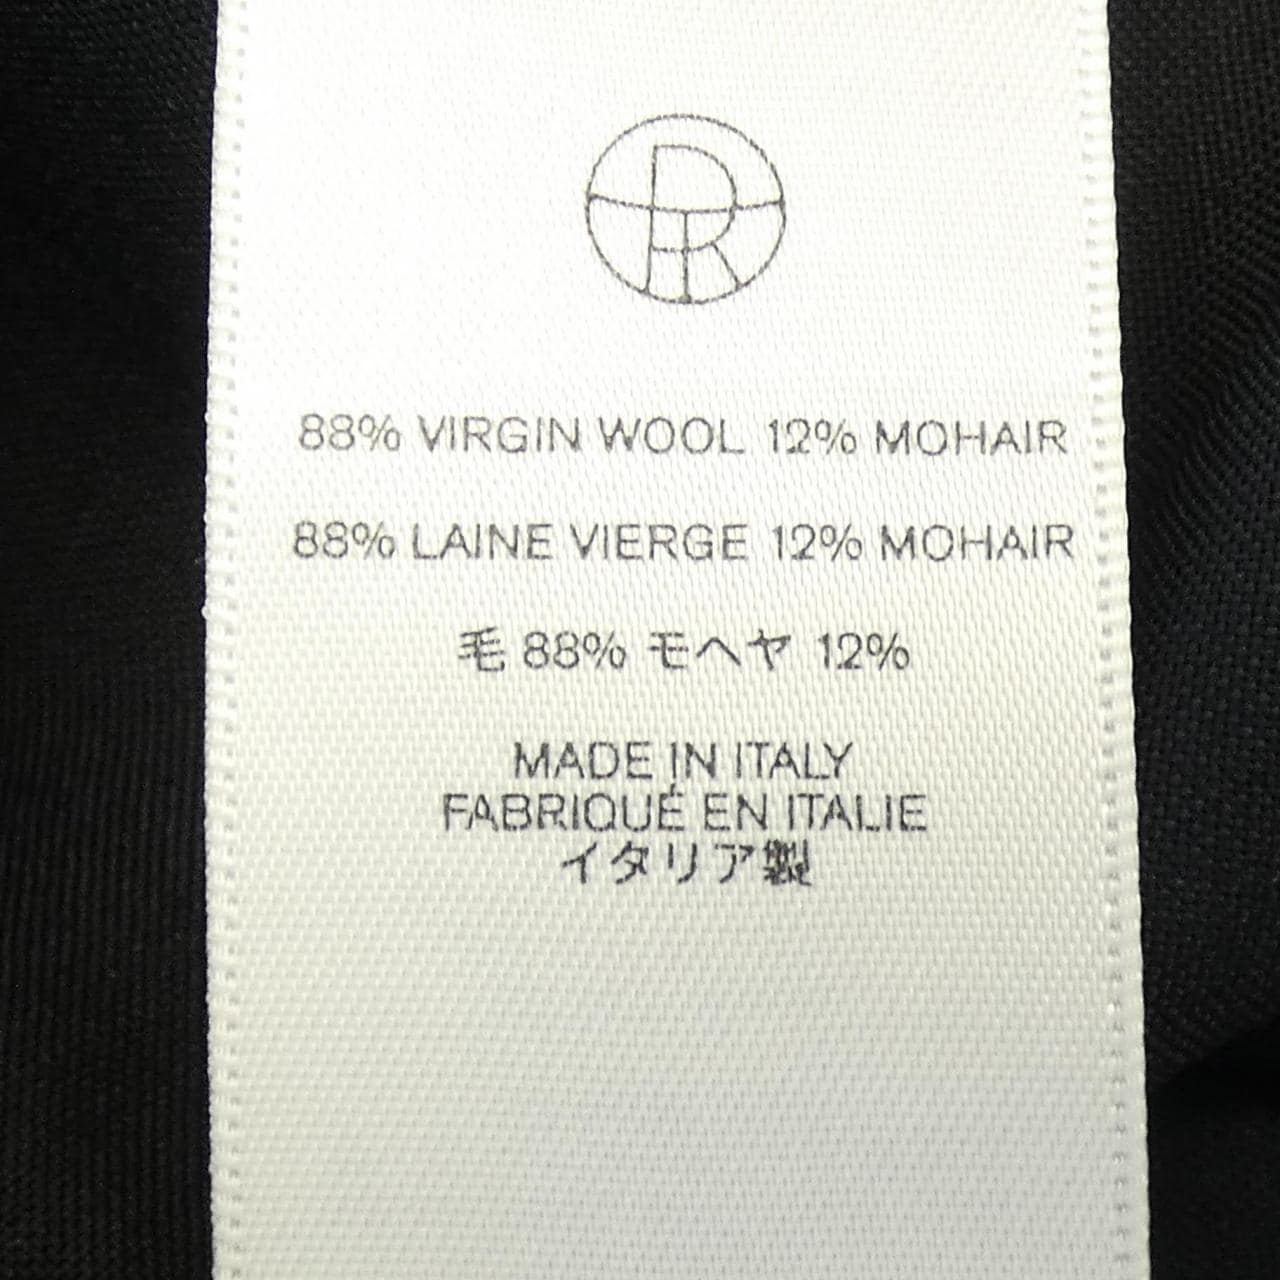 88% VIRGIN WOOL 12% MOHAIR
88% LAINE VIERGE 12% MOHAIR
毛 88% モヘヤ 12%
MADE IN ITALY
FABRIQUÉ EN ITALIE
イタリア製